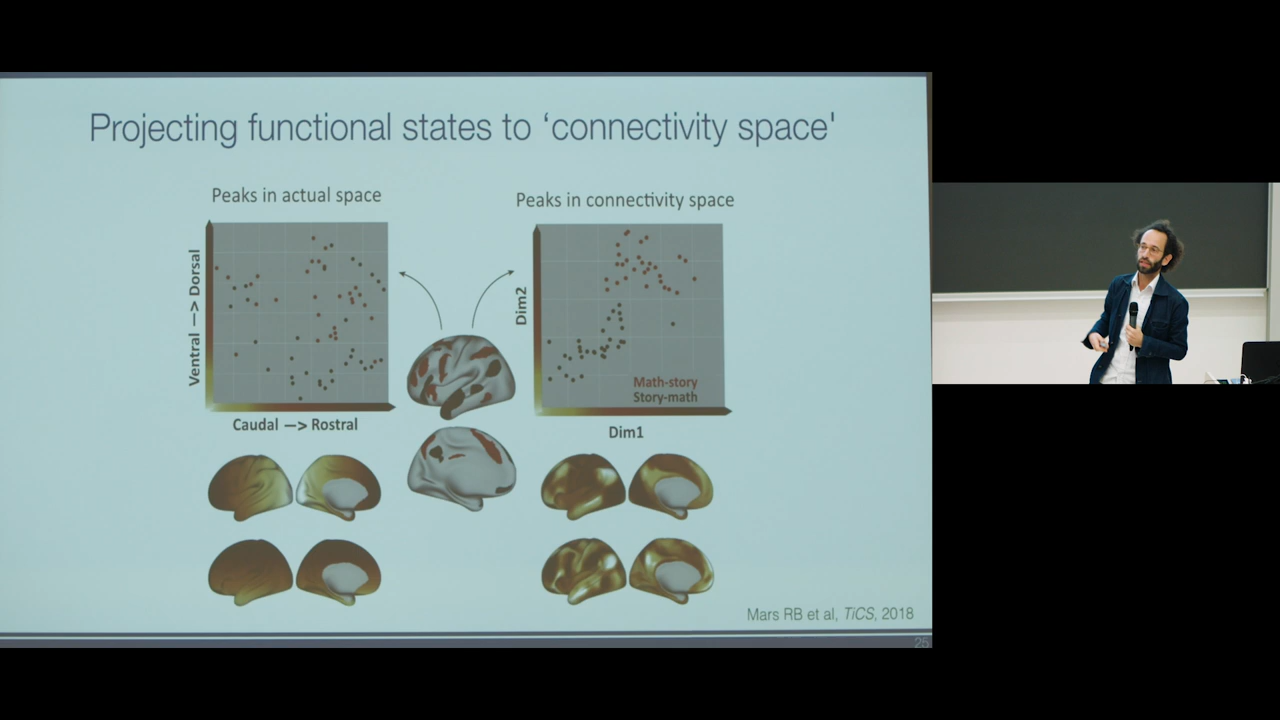 Projecting functional states to ‘connectivity space'
Peaks in actual space
Ventral —> Dorsal
Caudal —> Rostral
Peaks in connectivity space
Dim2
Math-story
Story-math
Dim1
Mars RB et al, TiCS, 2018
25